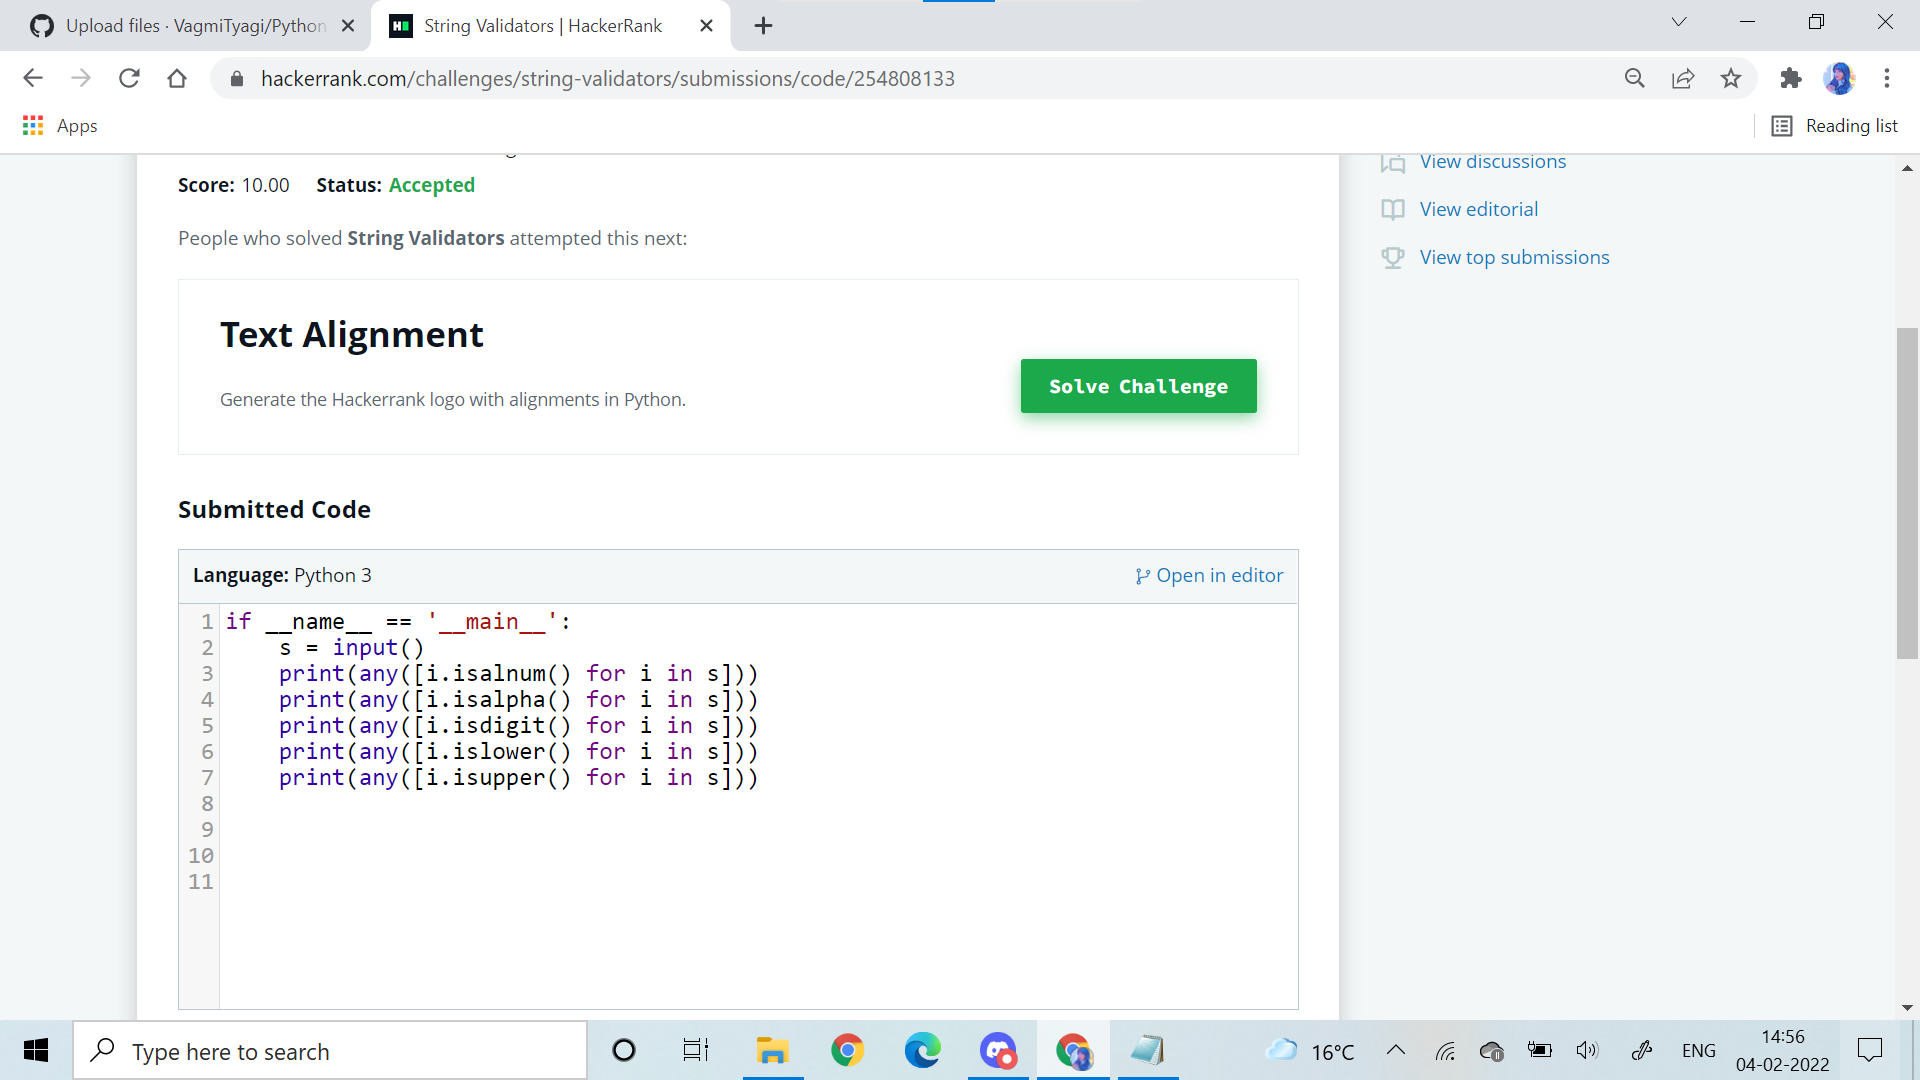 Upload files · VagmiTyagi/Python
String Validators | HackerRank
hackerrank.com/challenges/string-validators/submissions/code/254808133
Apps
Reading list
Score: 10.00 Status: Accepted
People who solved String Validators attempted this next:
Text Alignment
Generate the Hackerrank logo with alignments in Python.
Solve Challenge
View discussions
View editorial
View top submissions
Submitted Code
Language: Python 3
Open in editor
1 if __name__ == '__main__':
2     s = input()
3     print(any([i.isalnum() for i in s]))
4     print(any([i.isalpha() for i in s]))
5     print(any([i.isdigit() for i in s]))
6     print(any([i.islower() for i in s]))
7     print(any([i.isupper() for i in s]))
8
9
10
11
Type here to search
16°C
ENG
14:56
04-02-2022